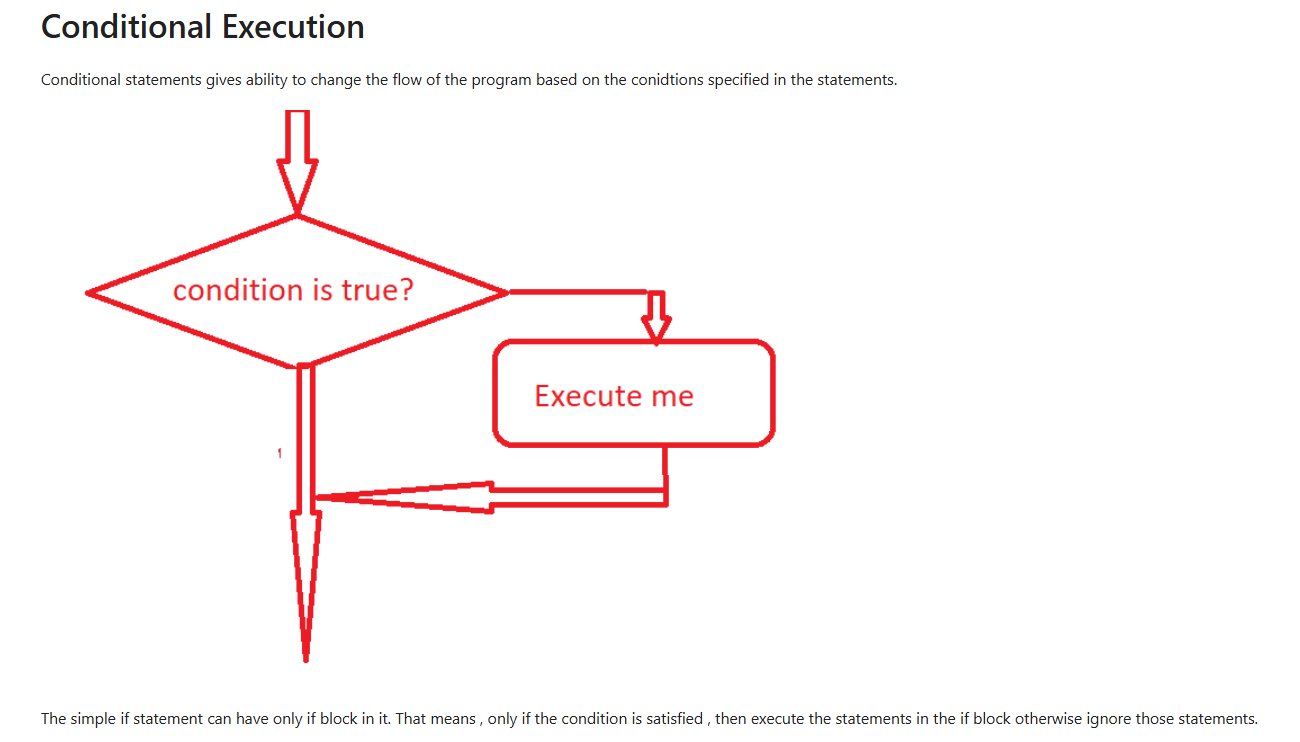 Conditional Execution
Conditional statements gives ability to change the flow of the program based on the conidtions specified in the statements.
condition is true?
Execute me
The simple if statement can have only if block in it. That means , only if the condition is satisfied , then execute the statements in the if block otherwise ignore those statements.